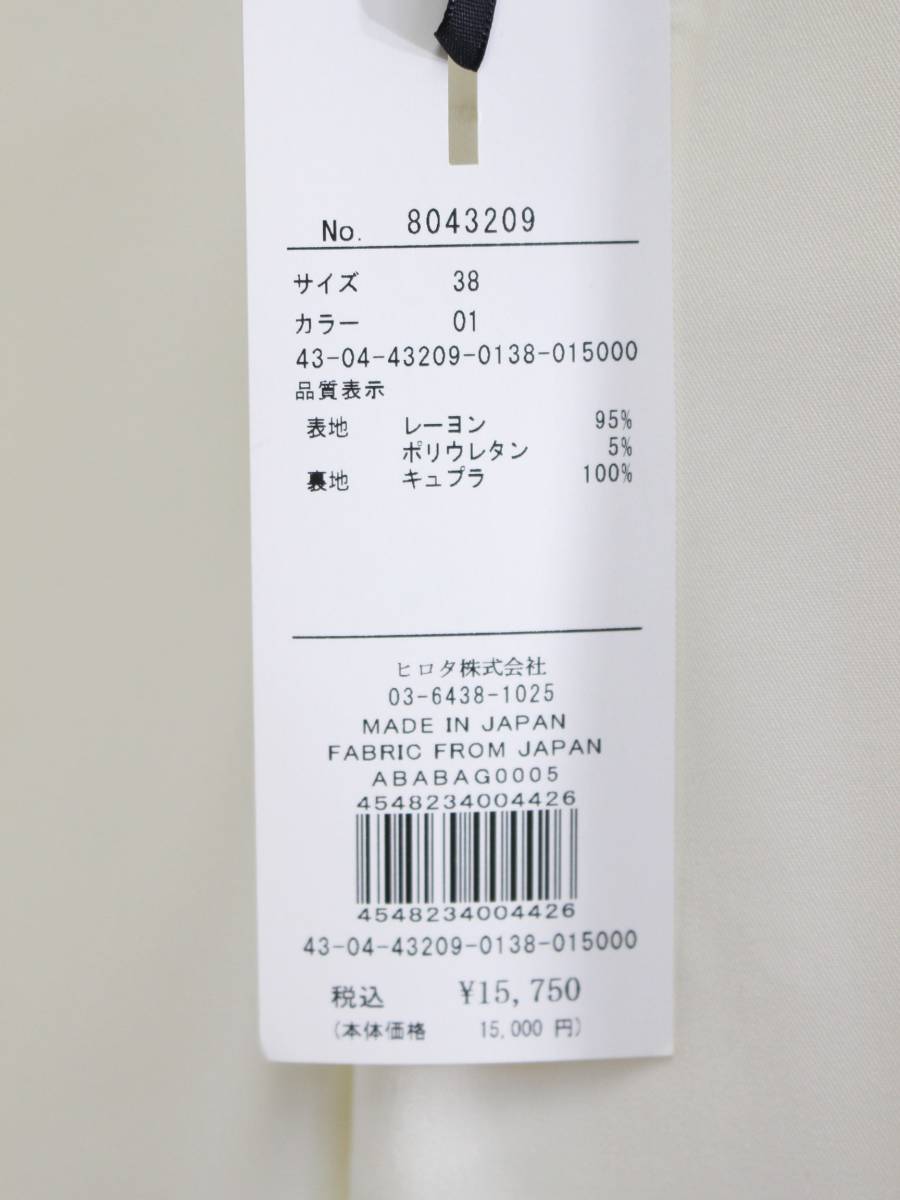 No. 8043209
サイズ 38
カラー 01
43-04-43209-0138-015000
品質表示
表地 レーヨン 95%
ポリウレタン 5%
裏地 キュプラ 100%
ヒロタ株式会社
03-6438-1025
MADE IN JAPAN
FABRIC FROM JAPAN
ABABAG0005
4548234004426
4548234004426
43-04-43209-0138-015000
税込 ¥15,750
(本体価格 15,000 円)